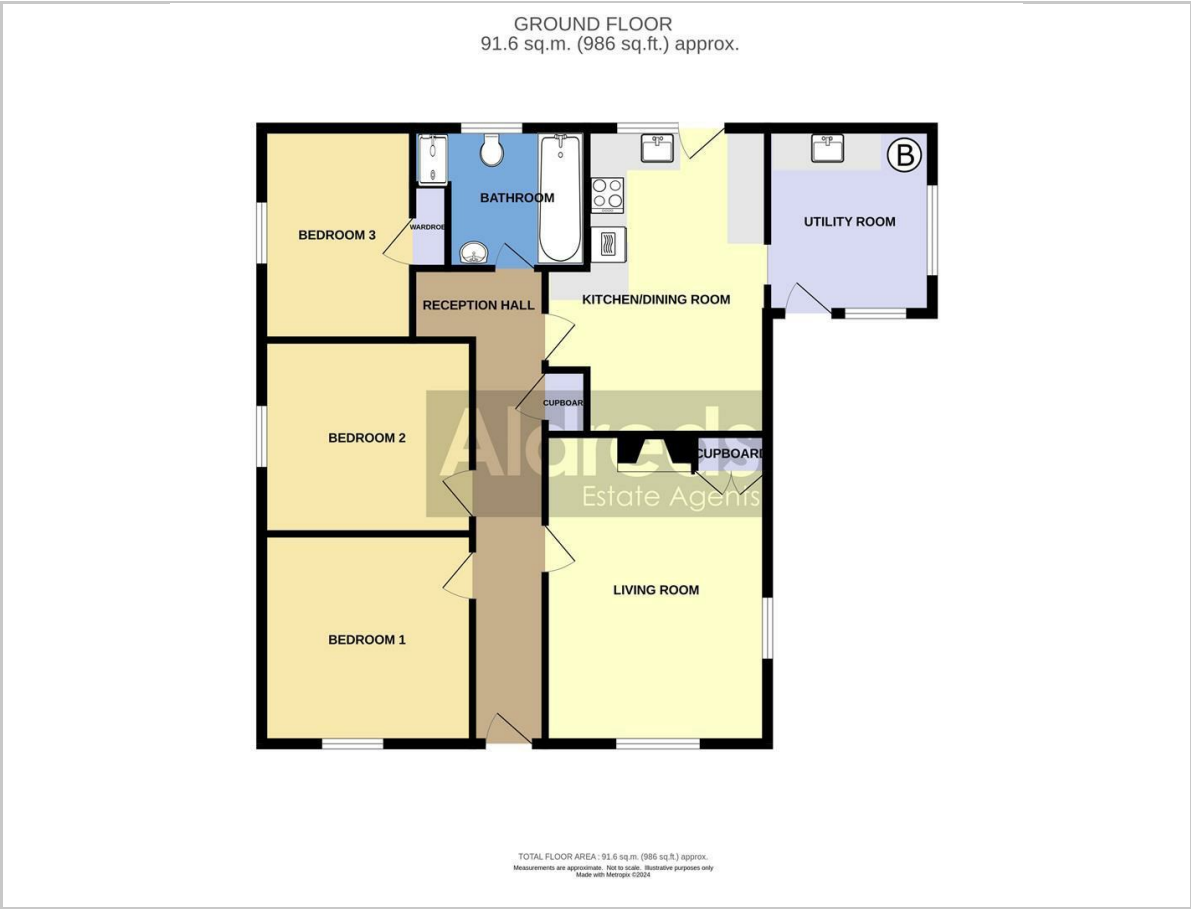 GROUND FLOOR
91.6 sq.m. (986 sq.ft.) approx.
B
BATHROOM
UTILITY ROOM
WARDROBE
BEDROOM 3
KITCHEN/DINING ROOM
RECEPTION HALL
CUPBOARD
BEDROOM 2
CUPBOARD
Aldreds
Estate Agents
LIVING ROOM
BEDROOM 1
TOTAL FLOOR AREA : 91.6 sq.m. (986 sq.ft.) approx.
Measurements are approximate. Not to scale. Illustrative purposes only
Made with Metropix ©2024